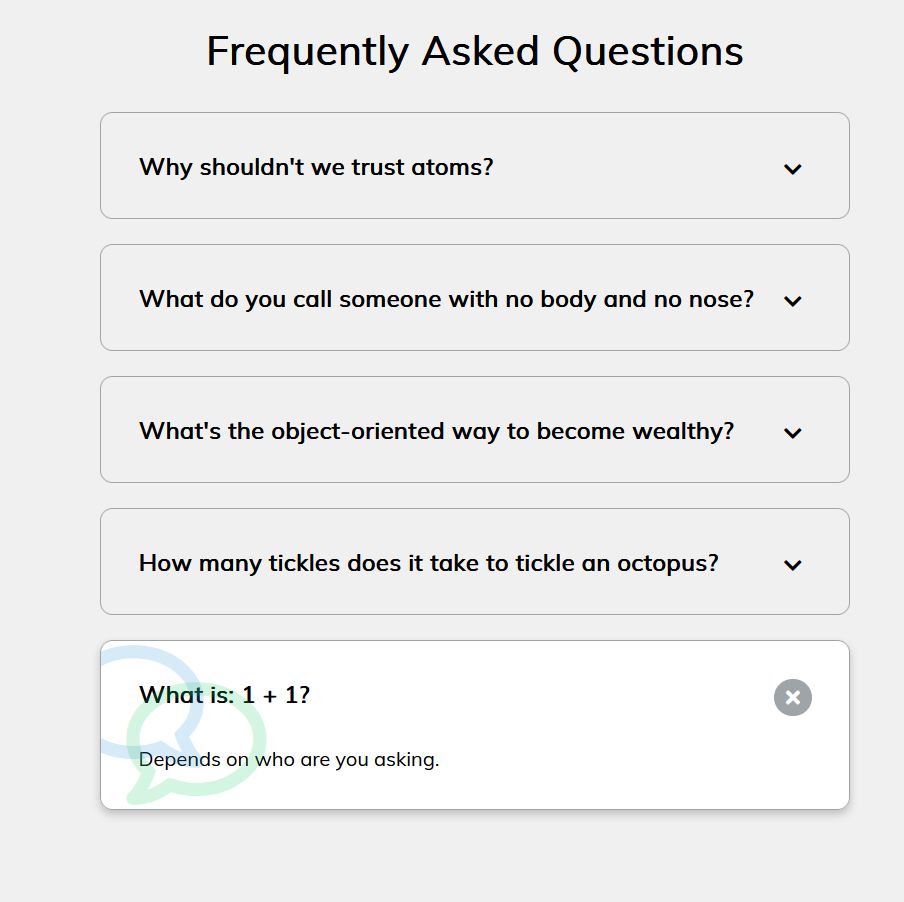 Frequently Asked Questions
Why shouldn't we trust atoms?
What do you call someone with no body and no nose?
What's the object-oriented way to become wealthy?
How many tickles does it take to tickle an octopus?
What is: 1 + 1?
Depends on who are you asking.